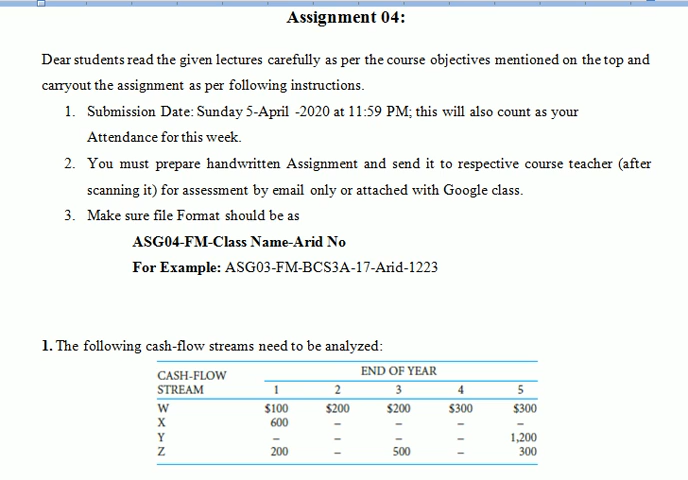 Assignment 04:
Dear students read the given lectures carefully as per the course objectives mentioned on the top and
carryout the assignment as per following instructions.
1. Submission Date: Sunday 5-April -2020 at 11:59 PM; this will also count as your
Attendance for this week.
2. You must prepare handwritten Assignment and send it to respective course teacher (after
scanning it) for assessment by email only or attached with Google class.
3. Make sure file Format should be as
ASG04-FM-Class Name-Arid No
For Example: ASG03-FM-BCS3A-17-Arid-1223
1. The following cash-flow streams need to be analyzed:
CASH-FLOW END OF YEAR
STREAM 1 2 3 4 5
W $100 $200 $200 $300 $300
X 600 – – – –
Y – – – – 1,200
Z 200 – 500 – 300